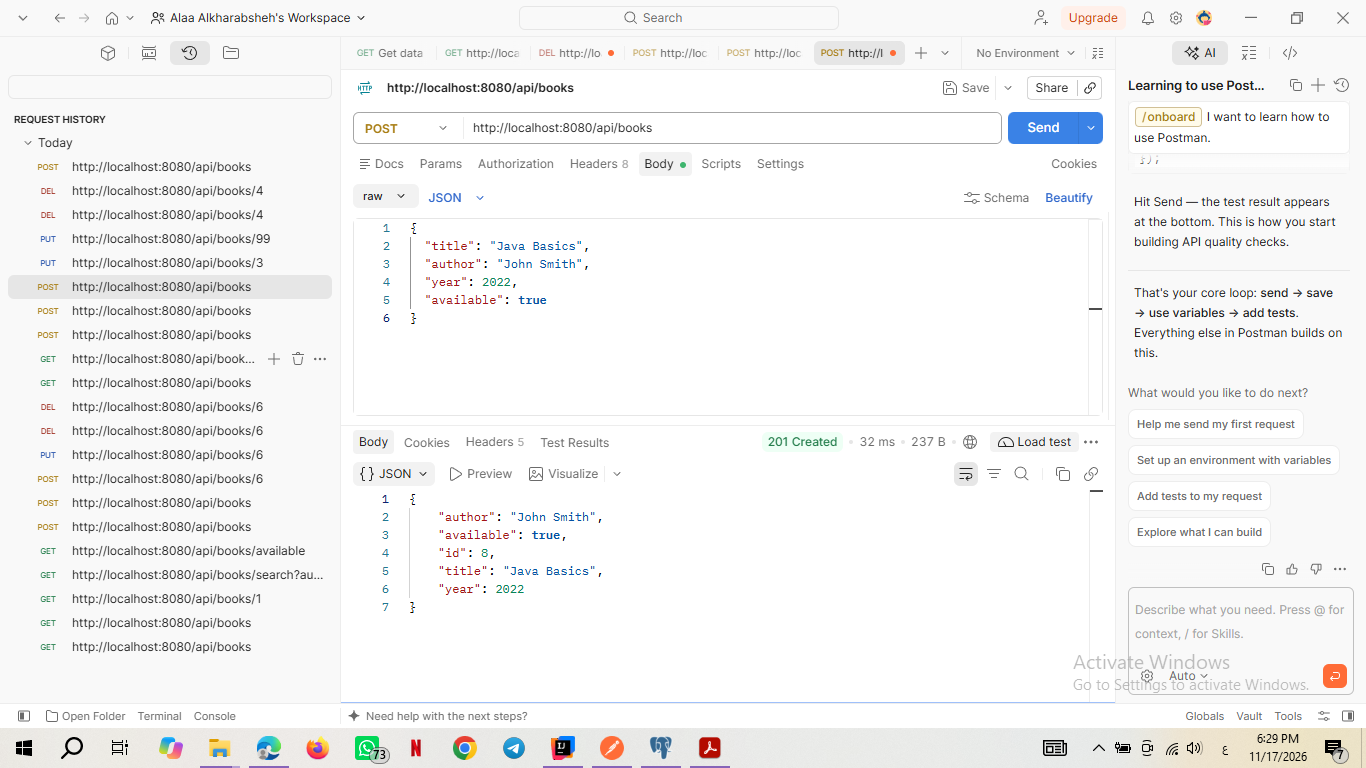 Alaa Alkharabsheh's Workspace
Search
Upgrade
GET Get data
GET http://loca
DEL http://lo
POST http://loc
POST http://loc
POST http://l
No Environment
AI
REQUEST HISTORY
Today
POST http://localhost:8080/api/books
DEL http://localhost:8080/api/books/4
DEL http://localhost:8080/api/books/4
PUT http://localhost:8080/api/books/99
PUT http://localhost:8080/api/books/3
POST http://localhost:8080/api/books
POST http://localhost:8080/api/books
POST http://localhost:8080/api/books
GET http://localhost:8080/api/book...
GET http://localhost:8080/api/books
DEL http://localhost:8080/api/books/6
DEL http://localhost:8080/api/books/6
PUT http://localhost:8080/api/books/6
POST http://localhost:8080/api/books/6
POST http://localhost:8080/api/books
POST http://localhost:8080/api/books
GET http://localhost:8080/api/books/available
GET http://localhost:8080/api/books/search?au...
GET http://localhost:8080/api/books/1
GET http://localhost:8080/api/books
GET http://localhost:8080/api/books
HTTP http://localhost:8080/api/books
Save
Share
POST http://localhost:8080/api/books
Send
Docs Params Authorization Headers 8 Body Scripts Settings Cookies
raw JSON Schema Beautify
1 {
2 "title": "Java Basics",
3 "author": "John Smith",
4 "year": 2022,
5 "available": true
6 }
Body Cookies Headers 5 Test Results 201 Created • 32 ms • 237 B Load test
{} JSON Preview Visualize
1 {
2 "author": "John Smith",
3 "available": true,
4 "id": 8,
5 "title": "Java Basics",
6 "year": 2022
7 }
Learning to use Post...
/onboard I want to learn how to
use Postman.
});
Hit Send — the test result appears
at the bottom. This is how you start
building API quality checks.
That's your core loop: send → save
→ use variables → add tests.
Everything else in Postman builds on
this.
What would you like to do next?
Help me send my first request
Set up an environment with variables
Add tests to my request
Explore what I can build
Describe what you need. Press @ for
context, / for Skills.
Auto
Activate Windows
Go to Settings to activate Windows.
Open Folder Terminal Console
Need help with the next steps?
Globals Vault Tools
73
N
IJ
ع
6:29 PM
11/17/2026
7